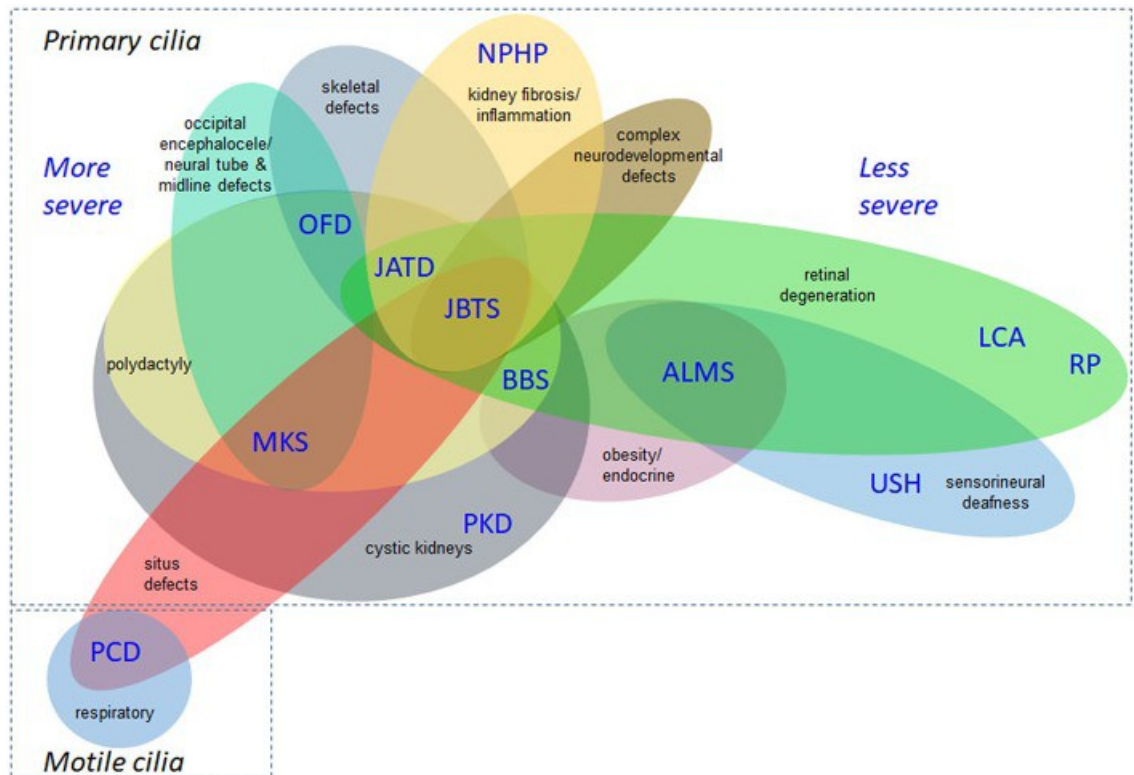 Primary cilia
NPHP
skeletal
defects
kidney fibrosis/
inflammation
occipital
encephalocele/
neural tube &
midline defects
complex
neurodevelopmental
defects
More
severe
Less
severe
OFD
JATD
retinal
degeneration
JBTS
LCA
RP
polydactyly
BBS
ALMS
MKS
obesity/
endocrine
USH
sensorineural
deafness
PKD
cystic kidneys
situs
defects
PCD
respiratory
Motile cilia